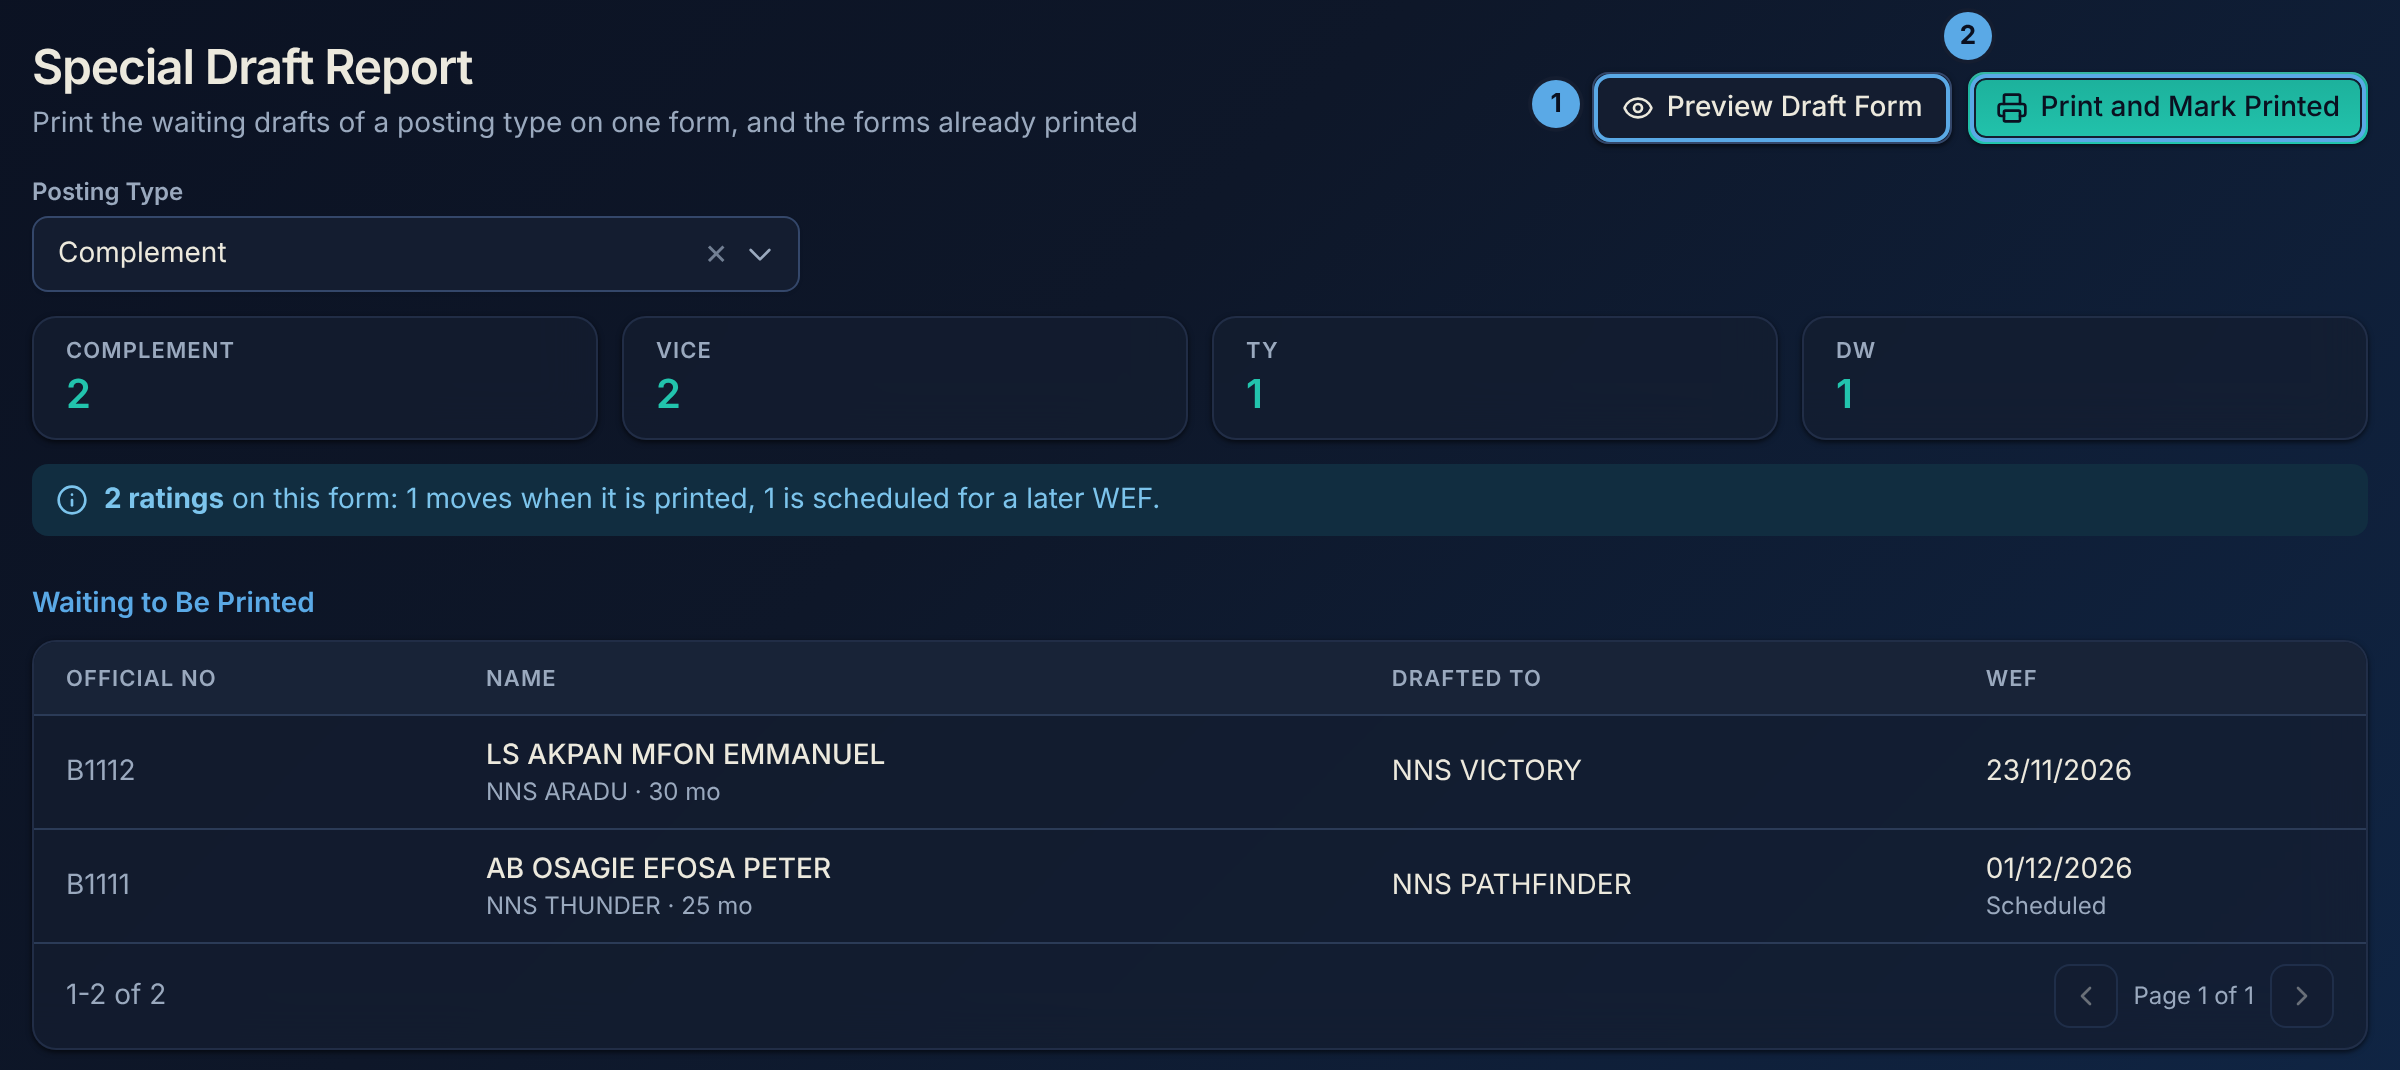 Special Draft Report
Print the waiting drafts of a posting type on one form, and the forms already printed
1
Preview Draft Form
2
Print and Mark Printed
Posting Type
Complement
COMPLEMENT
2
VICE
2
TY
1
DW
1
2 ratings on this form: 1 moves when it is printed, 1 is scheduled for a later WEF.
Waiting to Be Printed
OFFICIAL NO NAME DRAFTED TO WEF
B1112 LS AKPAN MFON EMMANUEL NNS VICTORY 23/11/2026
NNS ARADU · 30 mo
B1111 AB OSAGIE EFOSA PETER NNS PATHFINDER 01/12/2026
NNS THUNDER · 25 mo Scheduled
1-2 of 2 Page 1 of 1